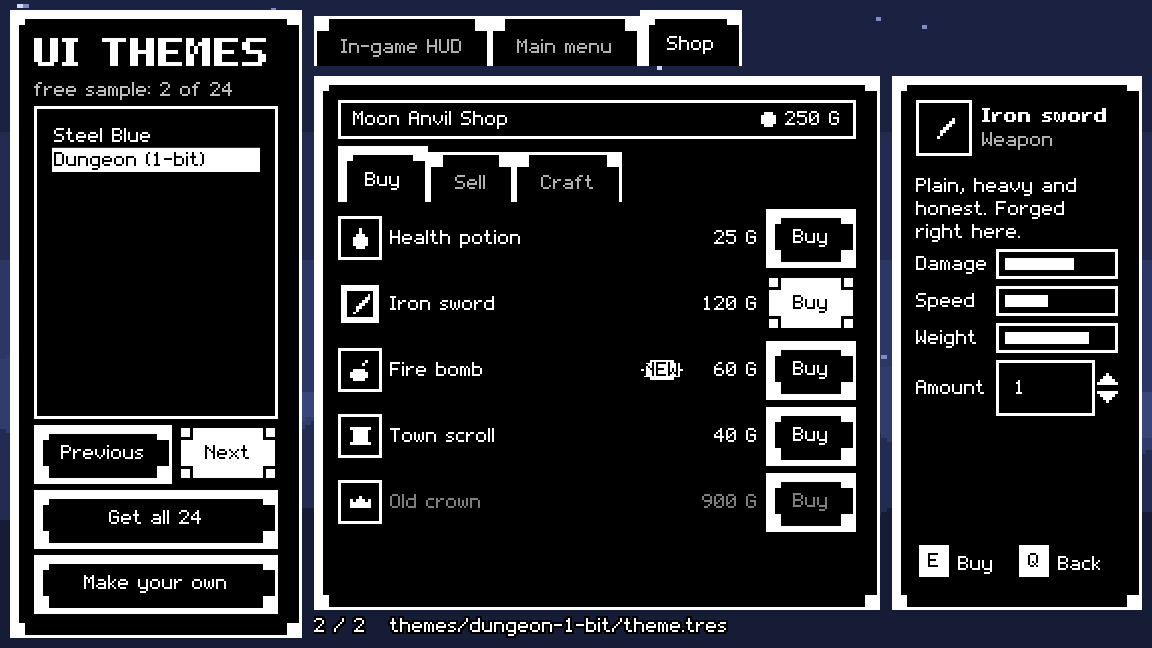 UI THEMES
free sample: 2 of 24
Steel Blue
Dungeon (1-bit)
Previous
Next
Get all 24
Make your own
In-game HUD
Main menu
Shop
Moon Anvil Shop
250 G
Buy
Sell
Craft
Health potion
25 G
Buy
Iron sword
120 G
Buy
Fire bomb
NEW
60 G
Buy
Town scroll
40 G
Buy
Old crown
900 G
Buy
Iron sword
Weapon
Plain, heavy and
honest. Forged
right here.
Damage
Speed
Weight
Amount
1
E Buy
Q Back
2 / 2 themes/dungeon-1-bit/theme.tres